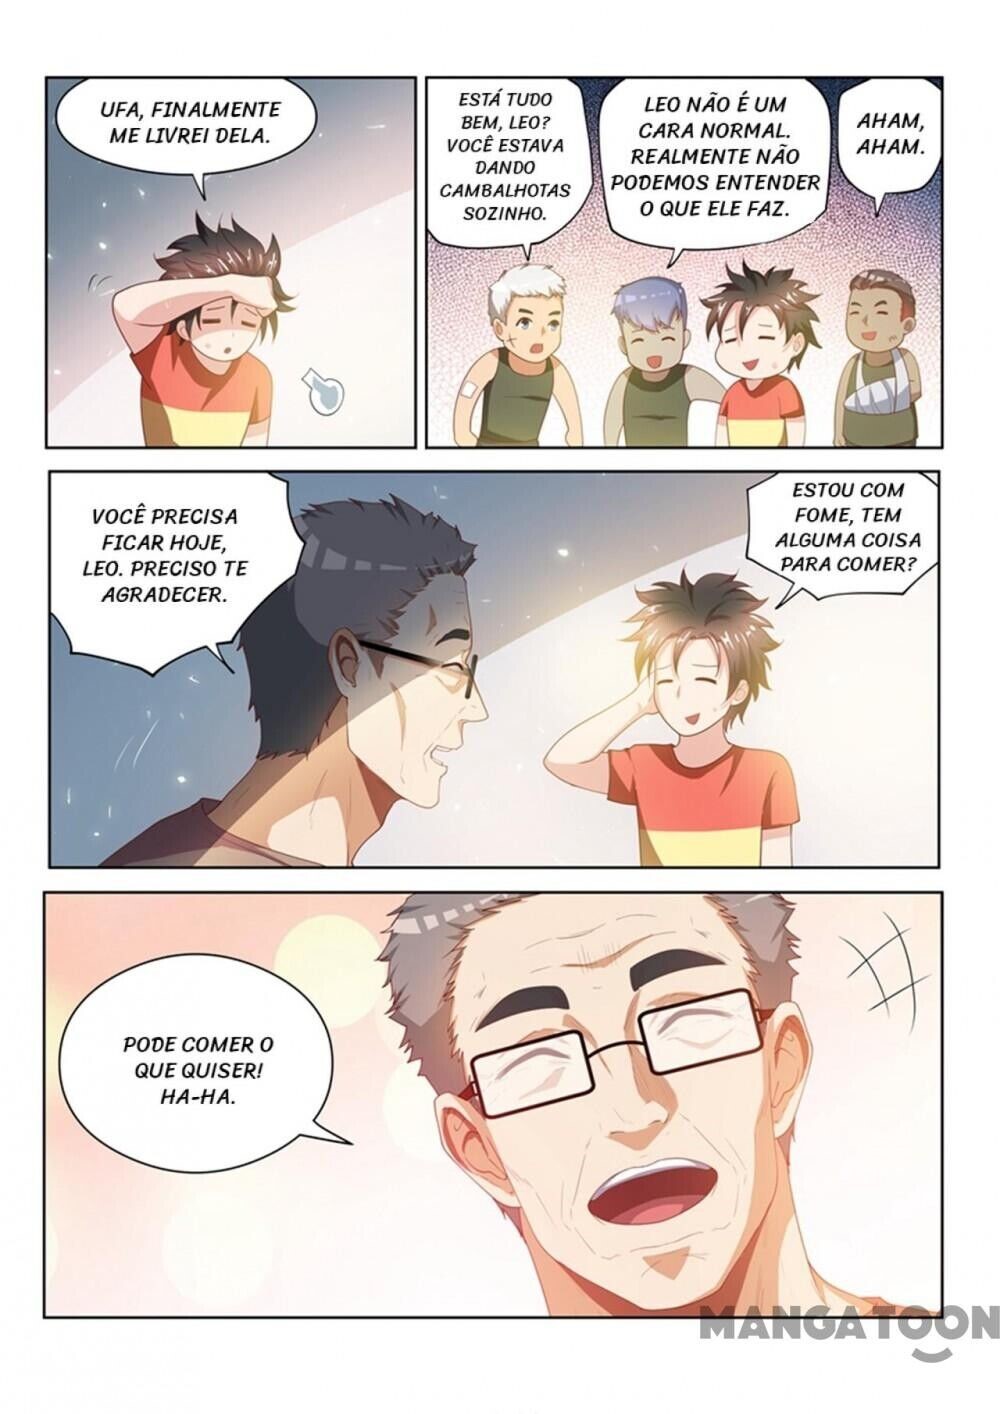 UFA, FINALMENTE
ME LIVREI DELA.
ESTÁ TUDO
BEM, LEO?
VOCÊ ESTAVA
DANDO
CAMBALHOTAS
SOZINHO.
LEO NÃO É UM
CARA NORMAL.
REALMENTE NÃO
PODEMOS ENTENDER
O QUE ELE FAZ.
AHAM,
AHAM.
VOCÊ PRECISA
FICAR HOJE,
LEO. PRECISO TE
AGRADECER.
ESTOU COM
FOME, TEM
ALGUMA COISA
PARA COMER?
PODE COMER O
QUE QUISER!
HA-HA.
MANGATOON